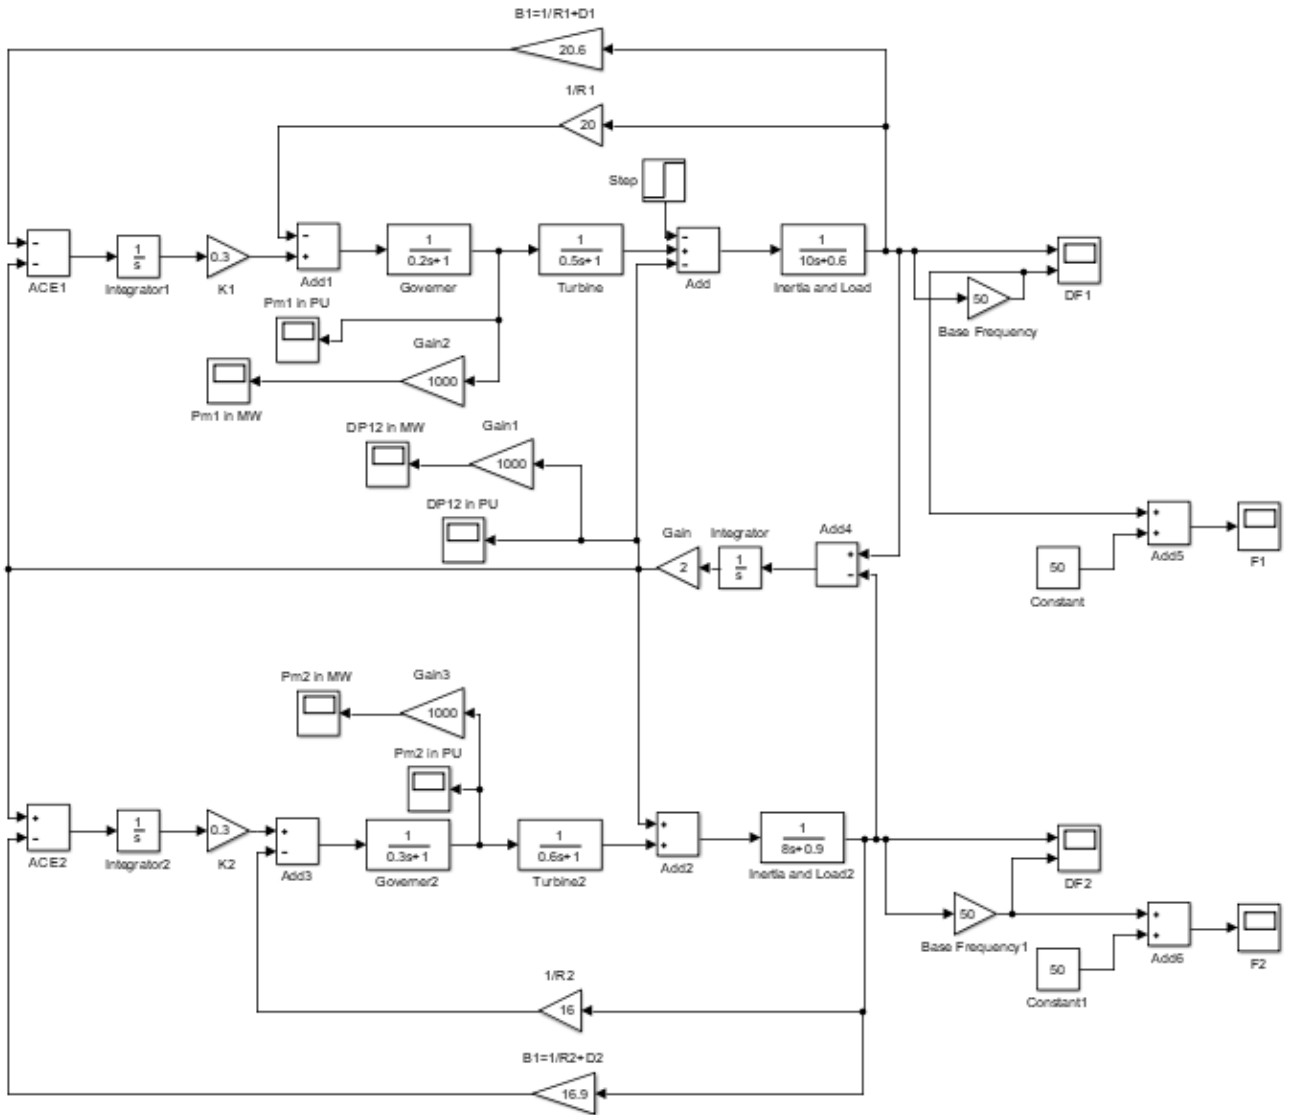 B1=1/R1+D1
20.6
1/R1
20
Step
ACE1
1
s
Integrator1
0.3
K1
Add1
1
0.2s+1
Governer
1
0.5s+1
Turbine
Add
1
10s+0.6
Inertia and Load
50
Base Frequency
DF1
Pm1 in PU
Gain2
1000
Pm1 in MW
DP12 in MW
Gain1
1000
DP12 in PU
Gain
2
Integrator
1
s
Add4
50
Constant
Add5
F1
Pm2 in MW
Gain3
1000
Pm2 in PU
ACE2
1
s
Integrator2
0.3
K2
Add3
1
0.3s+1
Governer2
1
0.6s+1
Turbine2
Add2
1
8s+0.9
Inertia and Load2
DF2
50
Base Frequency1
50
Constant1
Add6
F2
1/R2
16
B1=1/R2+D2
16.9